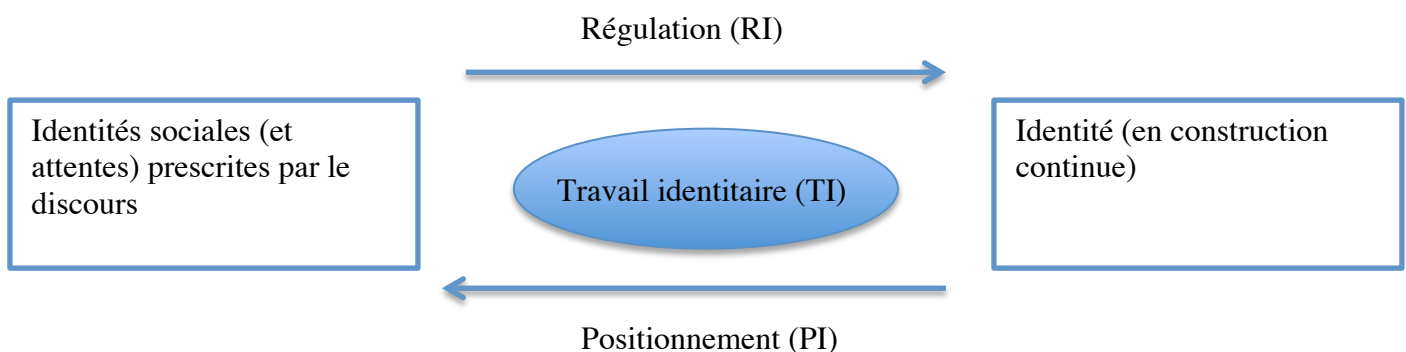 Régulation (RI)
Identités sociales (et
attentes) prescrites par le
discours
Travail identitaire (TI)
Identité (en construction
continue)
Positionnement (PI)